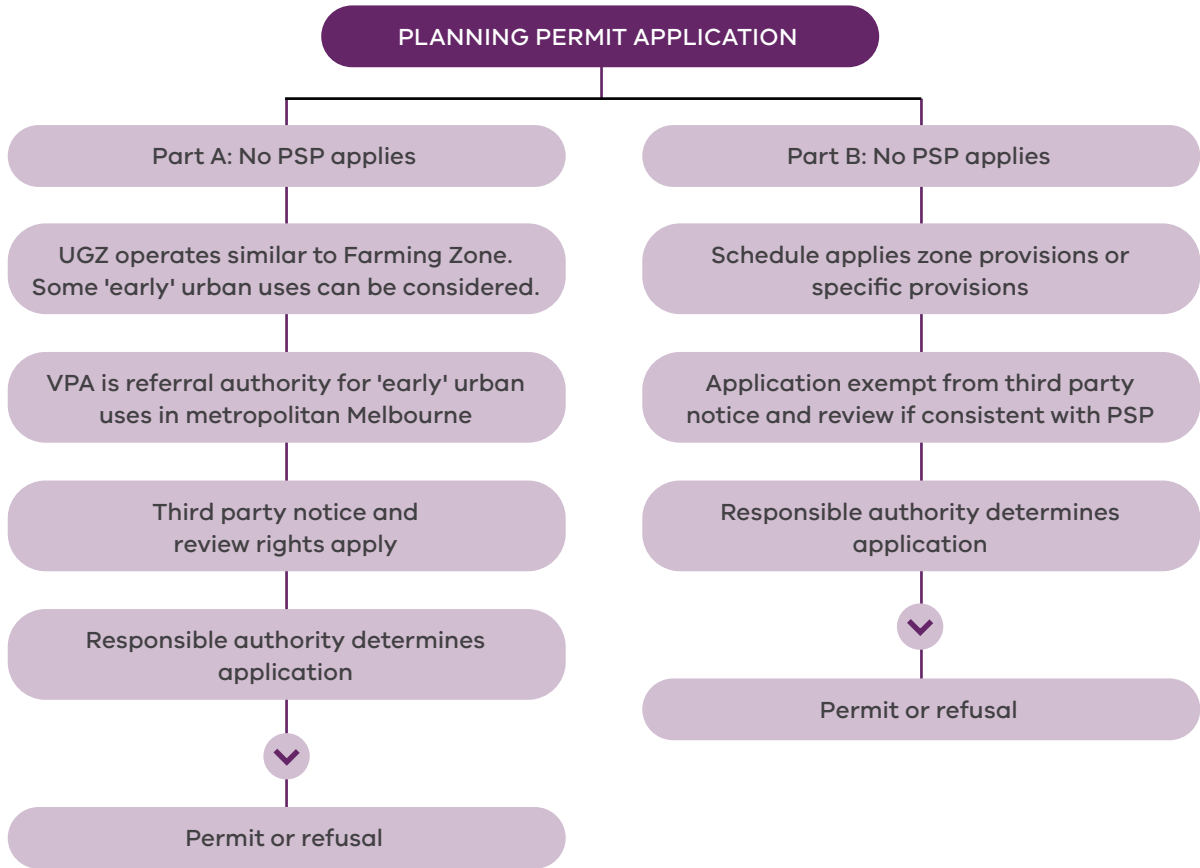 PLANNING PERMIT APPLICATION
Part A: No PSP applies
UGZ operates similar to Farming Zone.
Some 'early' urban uses can be considered.
VPA is referral authority for 'early' urban
uses in metropolitan Melbourne
Third party notice and
review rights apply
Responsible authority determines
application
Permit or refusal
Part B: No PSP applies
Schedule applies zone provisions or
specific provisions
Application exempt from third party
notice and review if consistent with PSP
Responsible authority determines
application
Permit or refusal